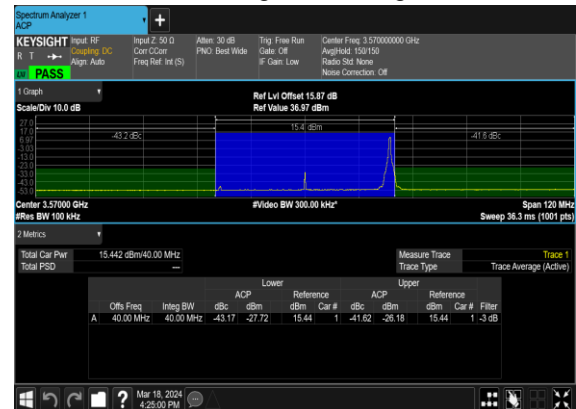 Spectrum Analyzer 1
ACP
+
KEYSIGHT Input: RF Input Z: 50 Ω Atten: 30 dB Trig: Free Run Center Freq: 3.570000000 GHz
R T Coupling: DC Corr CCorr PNO: Best Wide Gate: Off Avg|Hold: 150/150
Align: Auto Freq Ref: Int (S) IF Gain: Low Radio Std: None
LXI PASS Noise Correction: Off
1 Graph Ref Lvl Offset 15.87 dB
Scale/Div 10.0 dB Ref Value 36.97 dBm
27.0 15.4 dBm
17.0 -43.2 dBc -41.6 dBc
6.97
-3.03
-13.0
-23.0
-33.0
-43.0
-53.0
Center 3.57000 GHz #Video BW 300.00 kHz* Span 120 MHz
#Res BW 100 kHz Sweep 36.3 ms (1001 pts)
2 Metrics
Total Car Pwr 15.442 dBm/40.00 MHz Measure Trace Trace 1
Total PSD --- Trace Type Trace Average (Active)
Lower Upper
ACP Reference ACP Reference
Offs Freq Integ BW dBc dBm dBm Car # dBc dBm dBm Car # Filter
A 40.00 MHz 40.00 MHz -43.17 -27.72 15.44 1 -41.62 -26.18 15.44 1 -3 dB
? Mar 18, 2024
4:25:00 PM